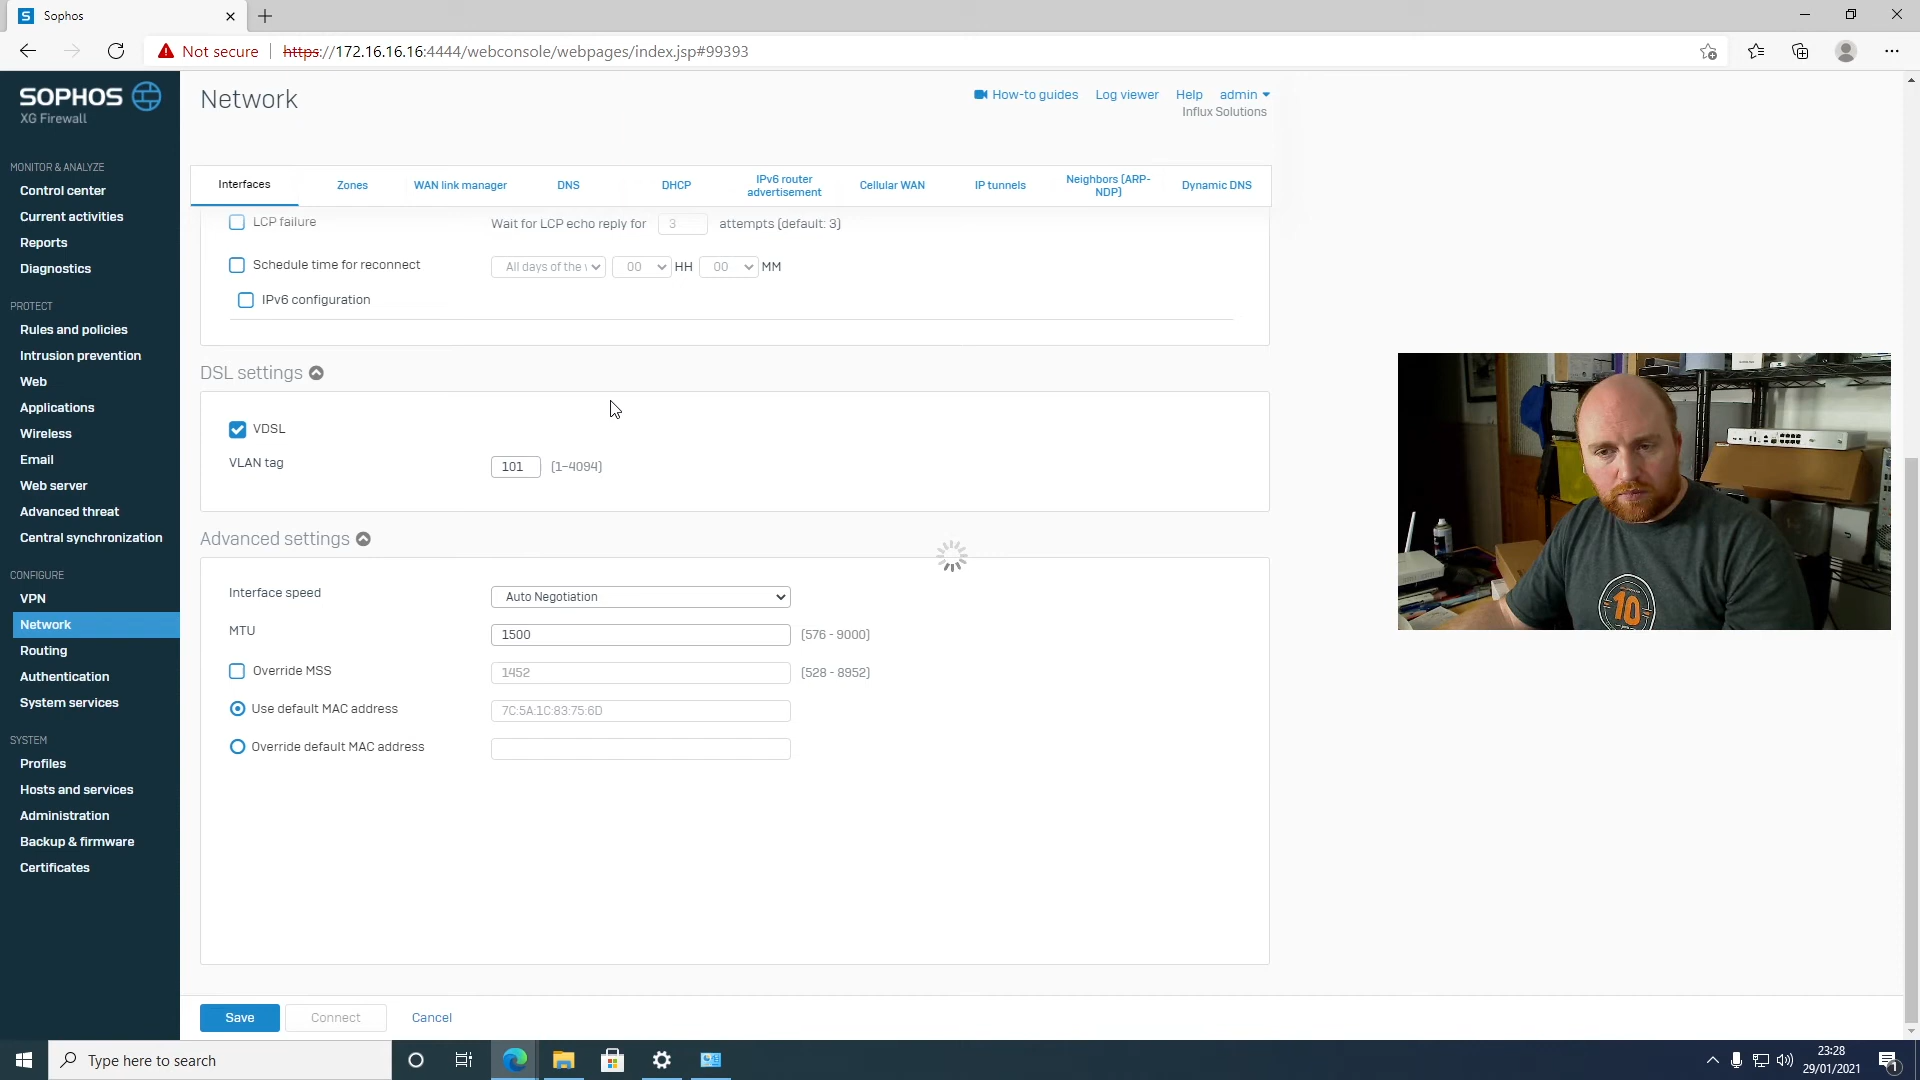 Sophos
Not secure
https://172.16.16.16:4444/webconsole/webpages/index.jsp#99393
SOPHOS
XG Firewall
Network
How-to guides
Log viewer
Help
admin
Influx Solutions
MONITOR & ANALYZE
Control center
Current activities
Reports
Diagnostics
PROTECT
Rules and policies
Intrusion prevention
Web
Applications
Wireless
Email
Web server
Advanced threat
Central synchronization
CONFIGURE
VPN
Network
Routing
Authentication
System services
SYSTEM
Profiles
Hosts and services
Administration
Backup & firmware
Certificates
Interfaces
Zones
WAN link manager
DNS
DHCP
IPv6 router
advertisement
Cellular WAN
IP tunnels
Neighbors (ARP-
NDP)
Dynamic DNS
LCP failure
Wait for LCP echo reply for 3 attempts (default: 3)
Schedule time for reconnect
All days of the 00 HH 00 MM
IPv6 configuration
DSL settings
VDSL
VLAN tag
101 (1-4094)
Advanced settings
Interface speed
Auto Negotiation
MTU
1500 (576 - 9000)
Override MSS
1452 (528 - 8952)
Use default MAC address
7C:5A:1C:83:75:6D
Override default MAC address
Save
Connect
Cancel
10
Type here to search
23:28
29/01/2021
1